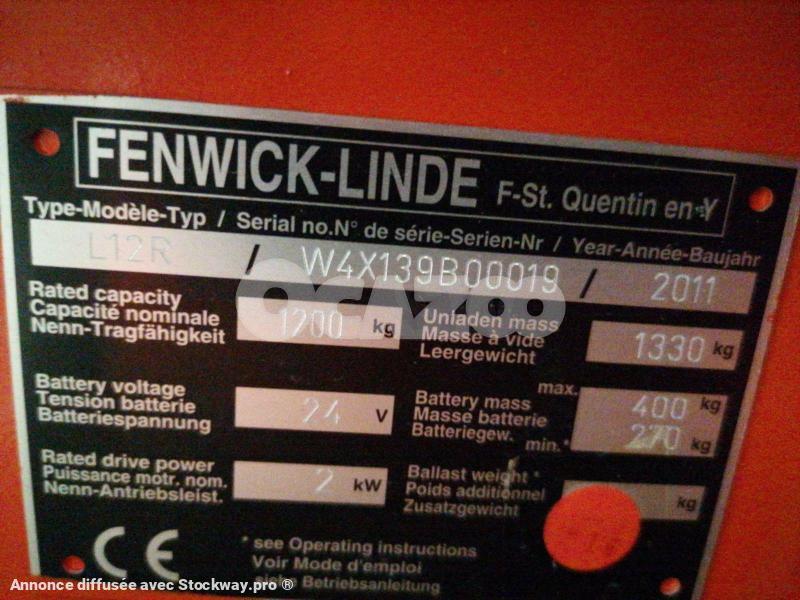 FENWICK-LINDE F-St. Quentin en Y
Type-Modèle-Typ / Serial no.N° de série-Serien-Nr / Year-Année-Baujahr
L12R / W4X139B00019 / 2011
Rated capacity
Capacité nominale
Nenn-Tragfähigkeit
1200 kg
Unladen mass
Masse à vide
Leergewicht
1330 kg
OCAZOO
Battery voltage
Tension batterie
Batteriespannung
24 V
Battery mass
Masse batterie
Batteriegew.
max. 400 kg
min.* 270 kg
Rated drive power
Puissance motr. nom.
Nenn-Antriebsleist.
2 kW
Ballast weight *
Poids additionnel
Zusatzgewicht
kg
CE
* see Operating instructions
Voir Mode d'emploi
Betriebsanleitung
Annonce diffusée avec Stockway.pro ®